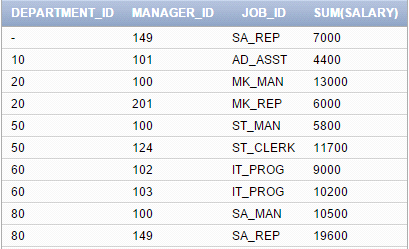 DEPARTMENT_ID MANAGER_ID JOB_ID SUM(SALARY)
- 149 SA_REP 7000
10 101 AD_ASST 4400
20 100 MK_MAN 13000
20 201 MK_REP 6000
50 100 ST_MAN 5800
50 124 ST_CLERK 11700
60 102 IT_PROG 9000
60 103 IT_PROG 10200
80 100 SA_MAN 10500
80 149 SA_REP 19600